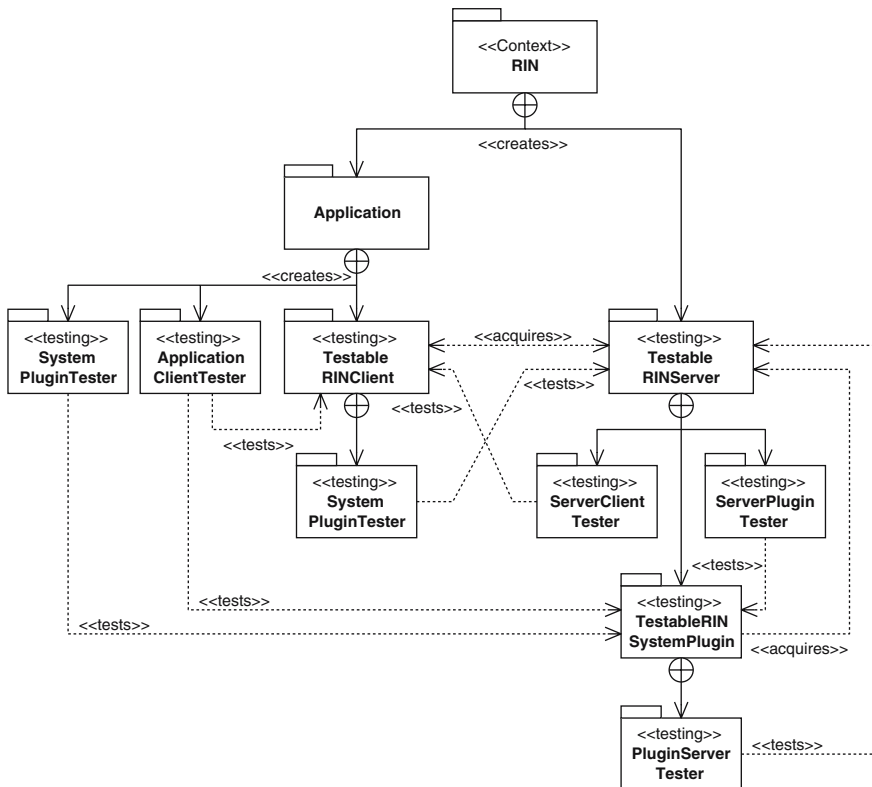 <<Context>>
RIN
<<creates>>
Application
<<creates>>
<<testing>>
System
PluginTester
<<testing>>
Application
ClientTester
<<testing>>
Testable
RINClient
<<acquires>>
<<testing>>
Testable
RINServer
<<tests>>
<<tests>>
<<tests>>
<<testing>>
System
PluginTester
<<testing>>
ServerClient
Tester
<<testing>>
ServerPlugin
Tester
<<tests>>
<<tests>>
<<tests>>
<<testing>>
TestableRIN
SystemPlugin
<<acquires>>
<<testing>>
PluginServer
Tester
<<tests>>